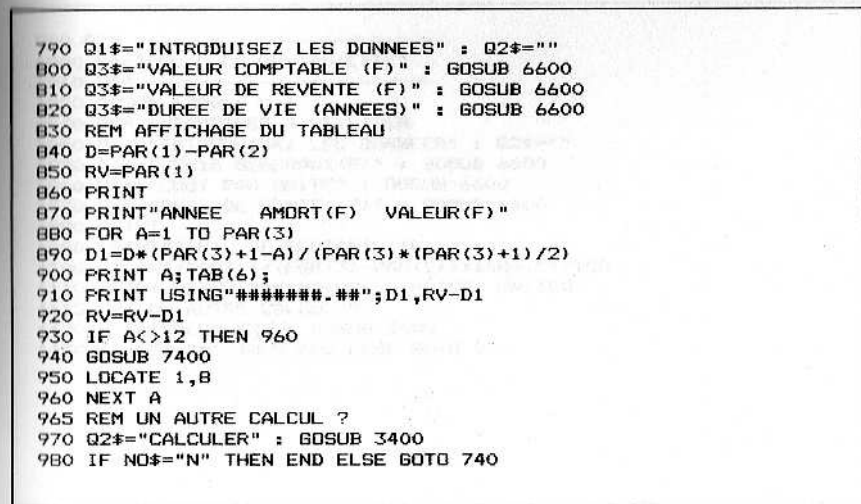 790 Q1$="INTRODUISEZ LES DONNEES" : Q2$=""
800 Q3$="VALEUR COMPTABLE (F)" : GOSUB 6600
810 Q3$="VALEUR DE REVENTE (F)" : GOSUB 6600
820 Q3$="DUREE DE VIE (ANNEES)" : GOSUB 6600
830 REM AFFICHAGE DU TABLEAU
840 D=PAR(1)-PAR(2)
850 RV=PAR(1)
860 PRINT
870 PRINT"ANNEE   AMORT(F)  VALEUR(F)"
880 FOR A=1 TO PAR(3)
890 D1=D*(PAR(3)+1-A)/(PAR(3)*(PAR(3)+1)/2)
900 PRINT A;TAB(6);
910 PRINT USING"#######.##";D1,RV-D1
920 RV=RV-D1
930 IF A<>12 THEN 960
940 GOSUB 7400
950 LOCATE 1,8
960 NEXT A
965 REM UN AUTRE CALCUL ?
970 Q2$="CALCULER" : GOSUB 3400
980 IF NO$="N" THEN END ELSE GOTO 740